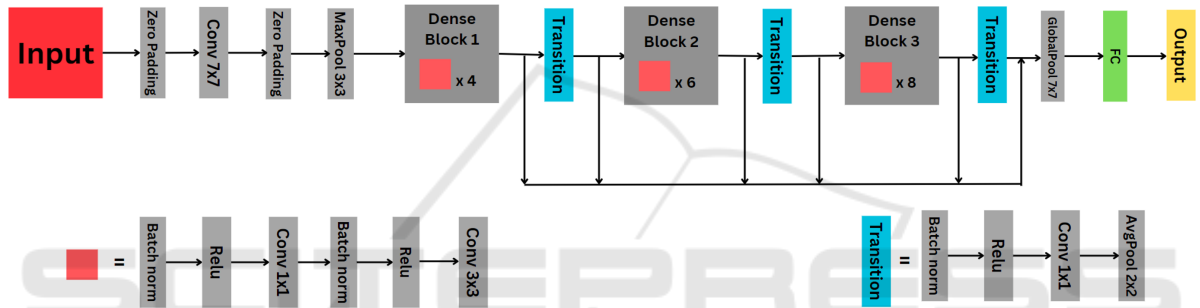 Input
Zero Padding
Conv 7x7
Zero Padding
MaxPool 3x3
Dense
Block 1
x 4
Transition
Dense
Block 2
x 6
Transition
Dense
Block 3
x 8
Transition
GlobalPool 7x7
FC
Output
=
Batch norm
Relu
Conv 1x1
Batch norm
Relu
Conv 3x3
Transition
=
Batch norm
Relu
Conv 1x1
AvgPool 2x2
SCITEPRESS